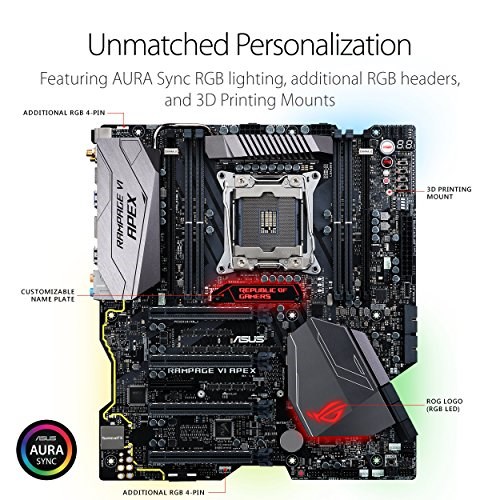 Unmatched Personalization
Featuring AURA Sync RGB lighting, additional RGB headers,
and 3D Printing Mounts
ADDITIONAL RGB 4-PIN
3D PRINTING
MOUNT
RAMPAGE VI
APEX
CUSTOMIZABLE
NAME PLATE
REPUBLIC OF
GAMERS
ASUS
RAMPAGE VI APEX
ROG LOGO
(RGB LED)
ASUS
AURA
SYNC
ADDITIONAL RGB 4-PIN